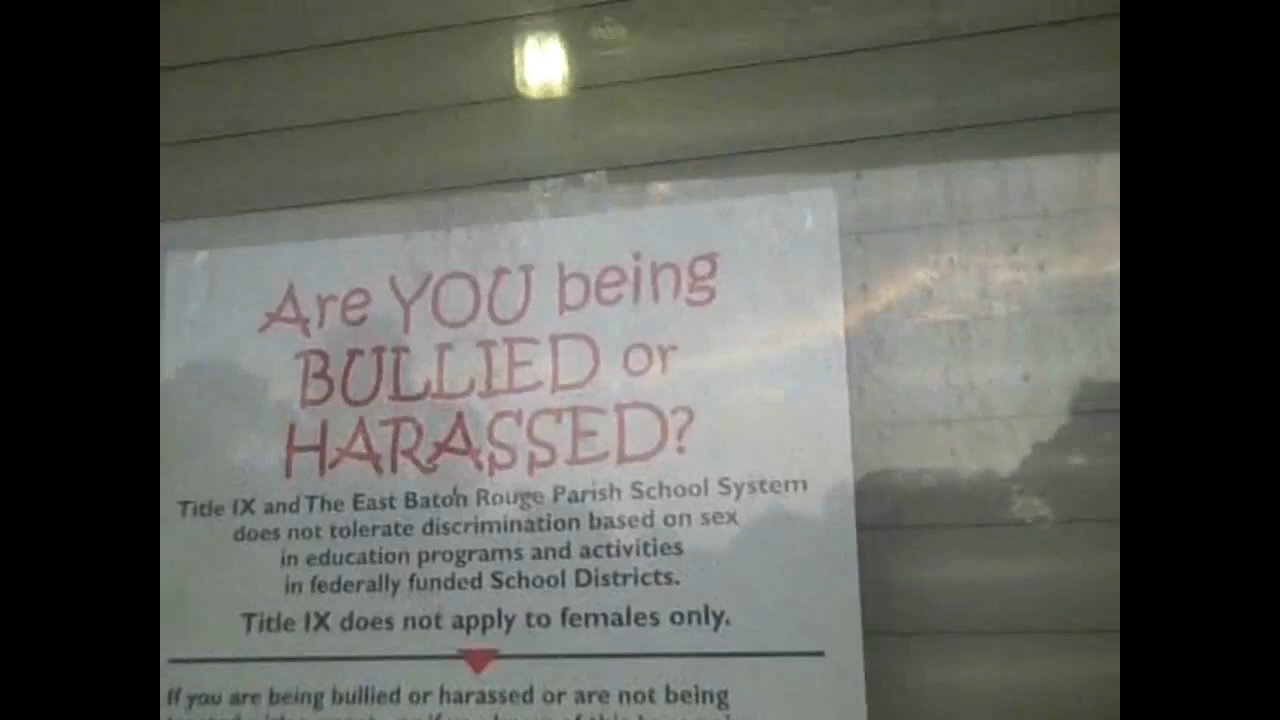 Are YOU being
BULLIED or
HARASSED?
Title IX and The East Baton Rouge Parish School System
does not tolerate discrimination based on sex
in education programs and activities
in federally funded School Districts.
Title IX does not apply to females only.
If you are being bullied or harassed or are not being